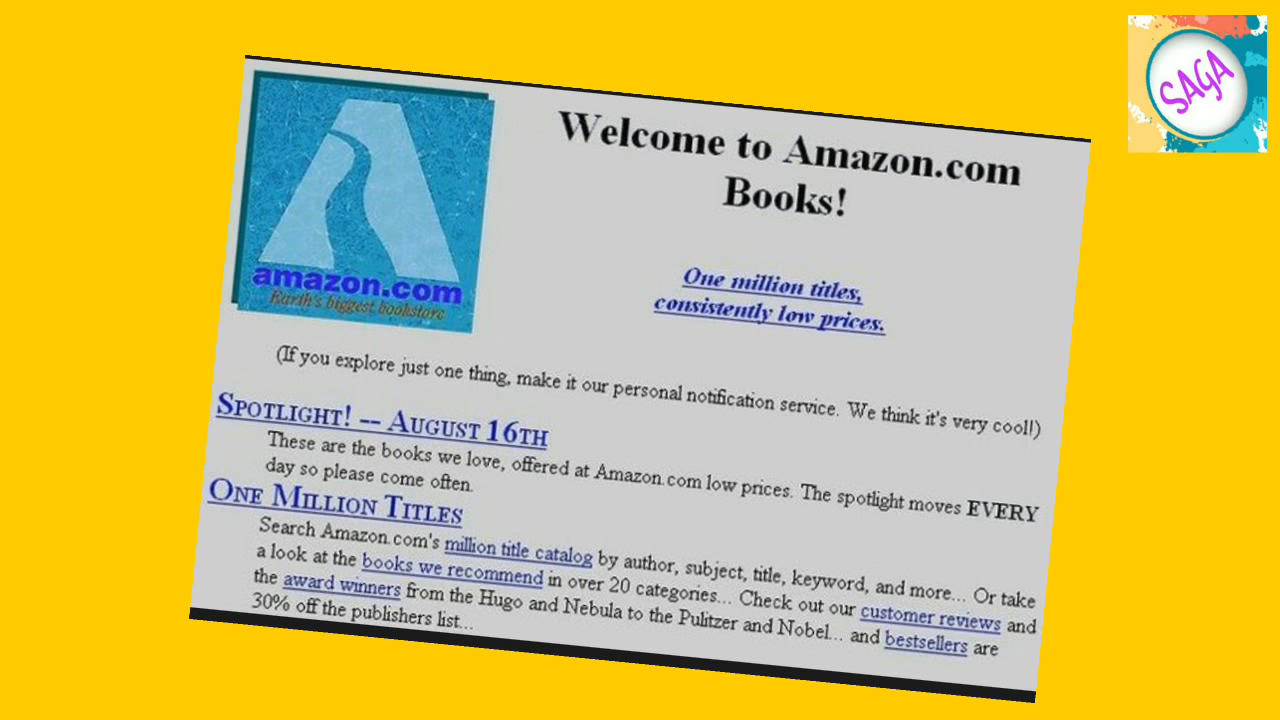 SAGA
amazon.com
Earth's biggest bookstore
Welcome to Amazon.com
Books!
One million titles,
consistently low prices.
(If you explore just one thing, make it our personal notification service. We think it's very cool!)
SPOTLIGHT! -- AUGUST 16TH
These are the books we love, offered at Amazon.com low prices. The spotlight moves EVERY
day so please come often.
ONE MILLION TITLES
Search Amazon.com's million title catalog by author, subject, title, keyword, and more... Or take
a look at the books we recommend in over 20 categories... Check out our customer reviews and
the award winners from the Hugo and Nebula to the Pulitzer and Nobel... and bestsellers are
30% off the publishers list...